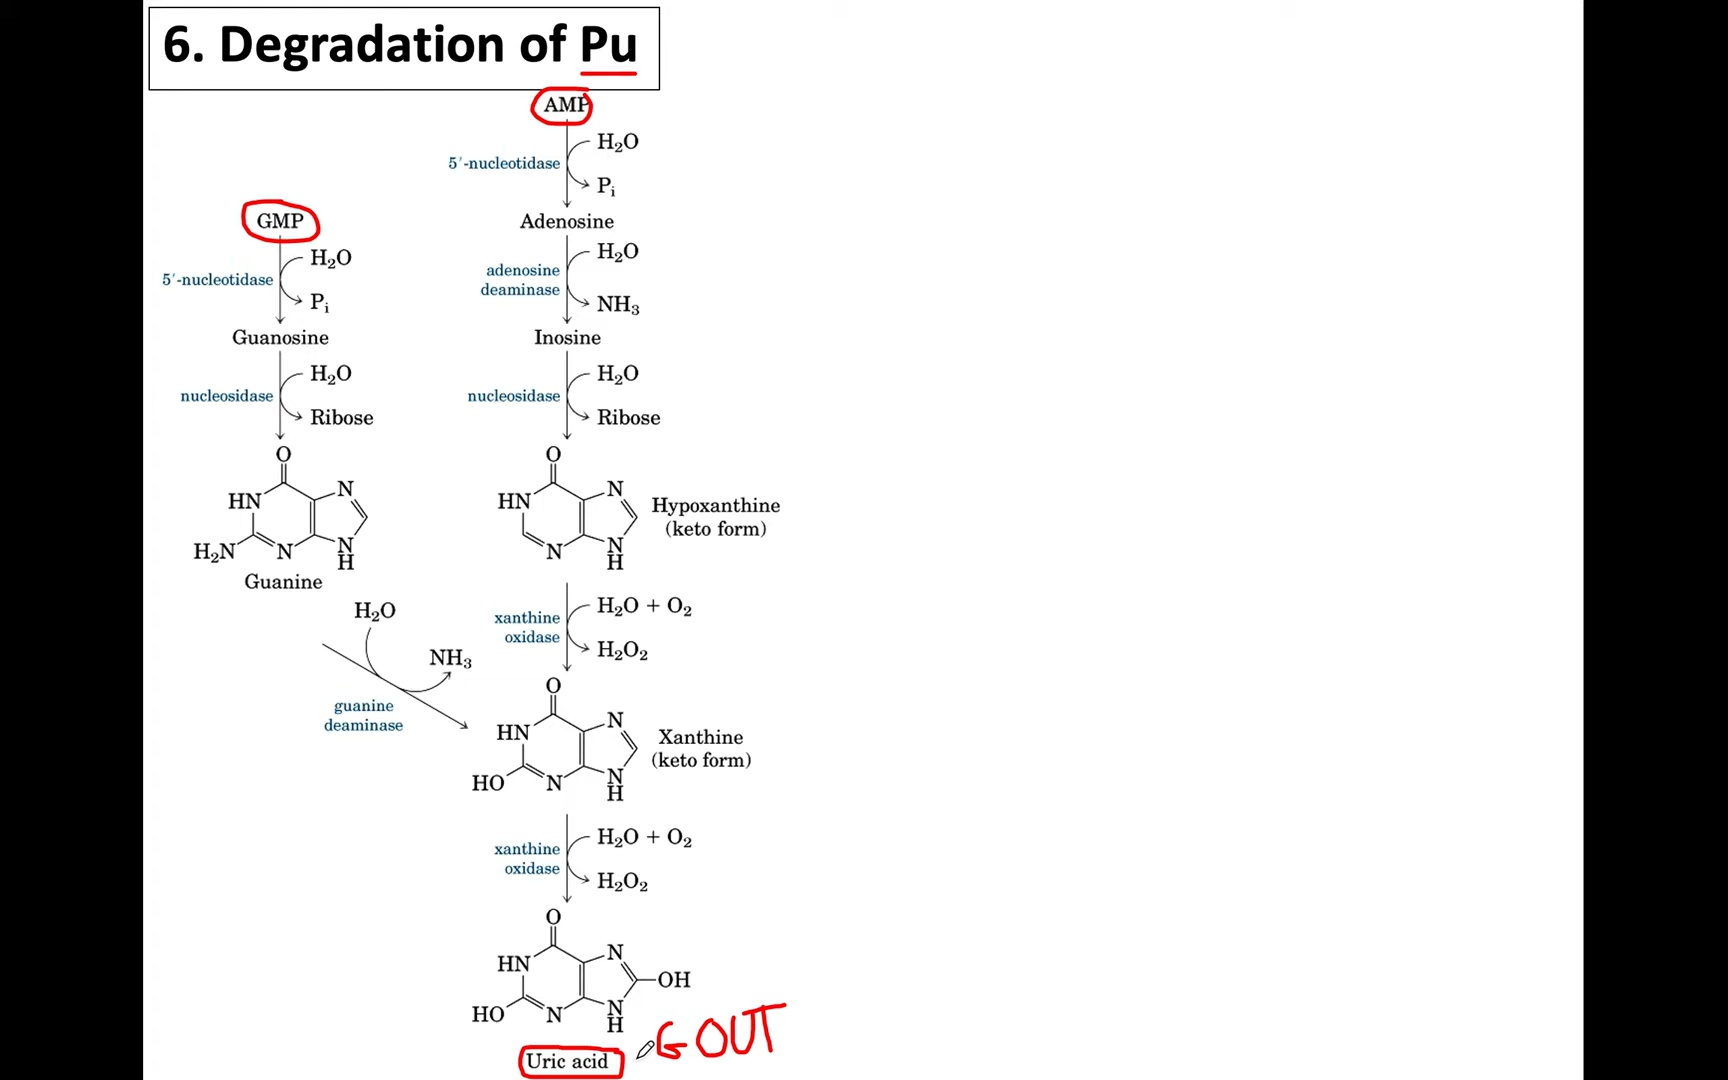 6. Degradation of Pu
AMP
H₂O
5′-nucleotidase
Pᵢ
Adenosine
H₂O
adenosine
deaminase
NH₃
Inosine
H₂O
nucleosidase
Ribose
O
HN
N
N
N
H
Hypoxanthine
(keto form)
GMP
H₂O
5′-nucleotidase
Pᵢ
Guanosine
H₂O
nucleosidase
Ribose
O
HN
N
H₂N
N
N
H
Guanine
H₂O
NH₃
guanine
deaminase
H₂O + O₂
xanthine
oxidase
H₂O₂
O
HN
N
HO
N
N
H
Xanthine
(keto form)
H₂O + O₂
xanthine
oxidase
H₂O₂
O
HN
N
OH
HO
N
N
H
Uric acid
GOUT